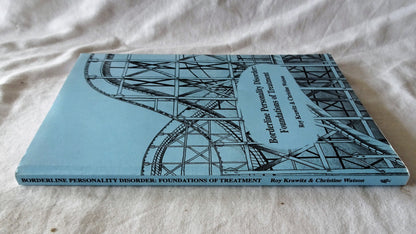 Borderline Personality Disorder
Foundations of Treatment
Roy Krawitz & Christine Watson
BORDERLINE PERSONALITY DISORDER: FOUNDATIONS OF TREATMENT Roy Krawitz & Christine Watson